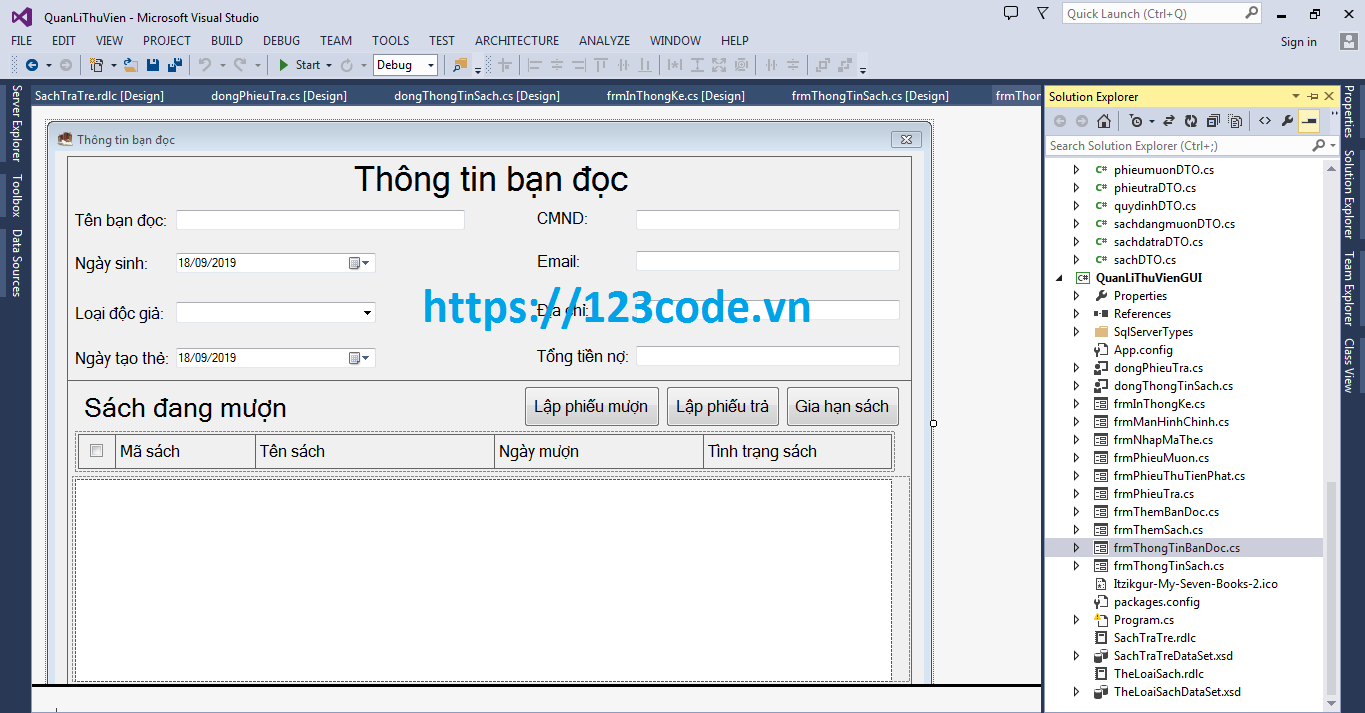 QuanLiThuVien - Microsoft Visual Studio
Quick Launch (Ctrl+Q)
FILE EDIT VIEW PROJECT BUILD DEBUG TEAM TOOLS TEST ARCHITECTURE ANALYZE WINDOW HELP
Sign in
Start Debug
Server Explorer
Toolbox
Data Sources
SachTraTre.rdlc [Design] dongPhieuTra.cs [Design] dongThongTinSach.cs [Design] frmInThongKe.cs [Design] frmThongTinSach.cs [Design] frmThon
Thông tin bạn đọc
Thông tin bạn đọc
Tên bạn đọc: CMND:
Ngày sinh: 18/09/2019 Email:
Loại độc giả: Địa chỉ:
https://123code.vn
Ngày tạo thẻ: 18/09/2019 Tổng tiền nợ:
Sách đang mượn Lập phiếu mượn Lập phiếu trả Gia hạn sách
Mã sách Tên sách Ngày mượn Tình trạng sách
Solution Explorer
Search Solution Explorer (Ctrl+;)
phieumuonDTO.cs
phieutraDTO.cs
quydinhDTO.cs
sachdangmuonDTO.cs
sachdatraDTO.cs
sachDTO.cs
QuanLiThuVienGUI
Properties
References
SqlServerTypes
App.config
dongPhieuTra.cs
dongThongTinSach.cs
frmInThongKe.cs
frmManHinhChinh.cs
frmNhapMaThe.cs
frmPhieuMuon.cs
frmPhieuThuTienPhat.cs
frmPhieuTra.cs
frmThemBanDoc.cs
frmThemSach.cs
frmThongTinBanDoc.cs
frmThongTinSach.cs
Itzikgur-My-Seven-Books-2.ico
packages.config
Program.cs
SachTraTre.rdlc
SachTraTreDataSet.xsd
TheLoaiSach.rdlc
TheLoaiSachDataSet.xsd
Properties
Solution Explorer
Team Explorer
Class View